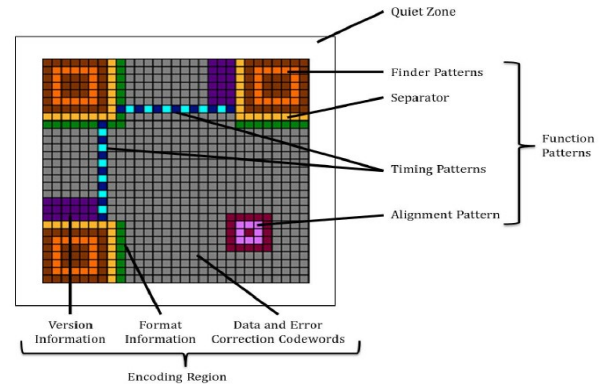 Quiet Zone
Finder Patterns
Separator
Function
Patterns
Timing Patterns
Alignment Pattern
Version
Information
Format
Information
Data and Error
Correction Codewords
Encoding Region